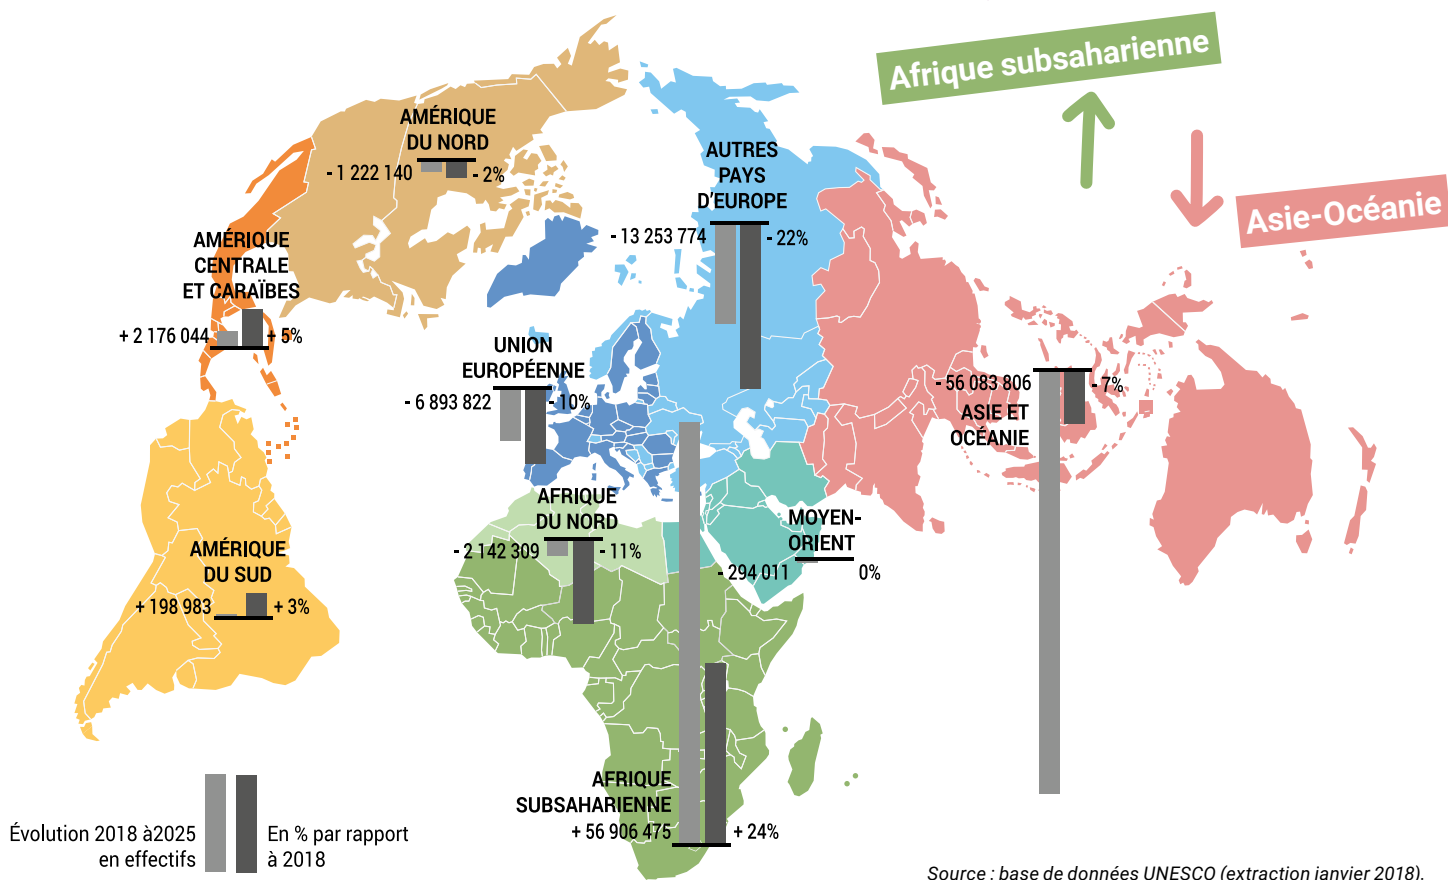 Afrique subsaharienne
Asie-Océanie
AMÉRIQUE
DU NORD
- 1 222 140
- 2%
AUTRES
PAYS
D'EUROPE
- 13 253 774
- 22%
AMÉRIQUE
CENTRALE
ET CARAÏBES
+ 2 176 044
+ 5%
UNION
EUROPÉENNE
- 6 893 822
- 10%
- 56 083 806
- 7%
ASIE ET
OCÉANIE
AFRIQUE
DU NORD
- 2 142 309
- 11%
MOYEN-
ORIENT
- 294 011
0%
AMÉRIQUE
DU SUD
+ 198 983
+ 3%
AFRIQUE
SUBSAHARIENNE
+ 56 906 475
+ 24%
Évolution 2018 à2025
en effectifs
En % par rapport
à 2018
Source : base de données UNESCO (extraction janvier 2018).